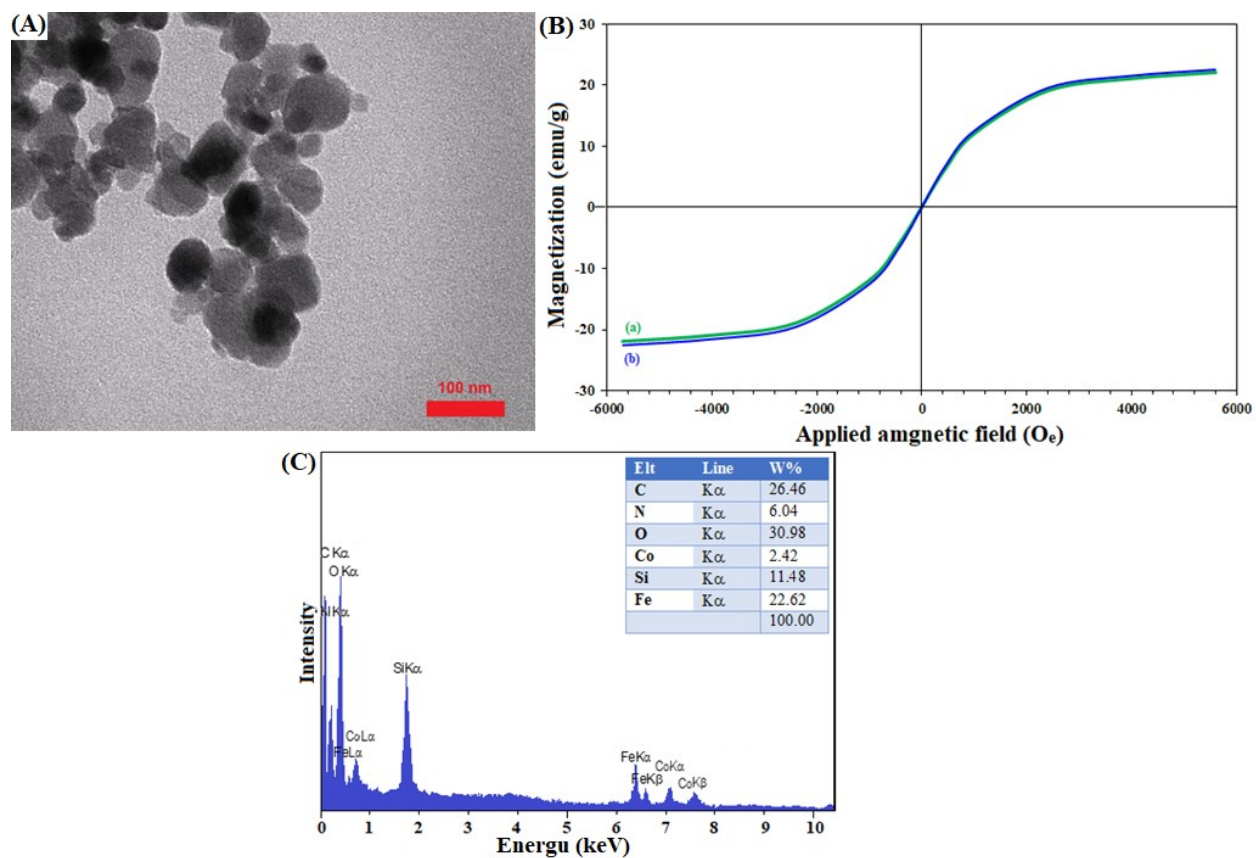 (A)
100 nm
(B)
30
20
10
0
-10
-20
-30
Magnetization (emu/g)
(a)
(b)
-6000 -4000 -2000 0 2000 4000 6000
Applied amgnetic field (Oe)
(C)
Elt Line W%
C Kα 26.46
N Kα 6.04
O Kα 30.98
Co Kα 2.42
Si Kα 11.48
Fe Kα 22.62
100.00
Intensity
C Kα
O Kα
NKα
CoLα
FeLα
SiKα
FeKα
FeKβ
CoKα
CoKβ
0 1 2 3 4 5 6 7 8 9 10
Energu (keV)